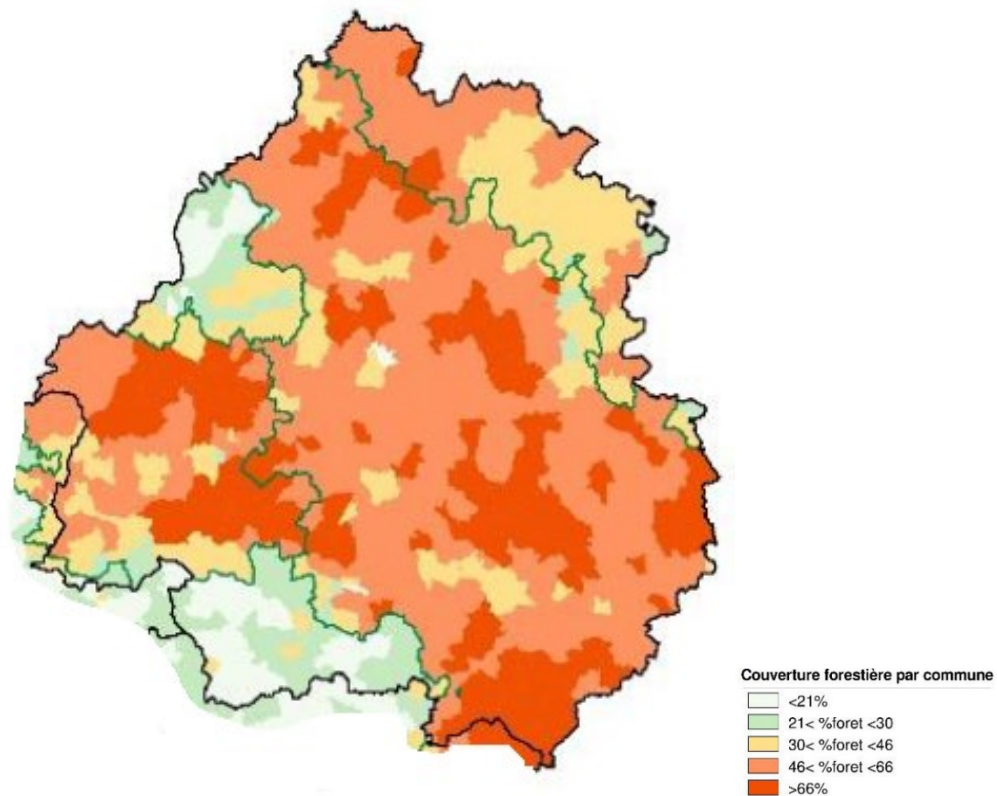 Couverture forestière par commune
<21%
21< %foret <30
30< %foret <46
46< %foret <66
>66%